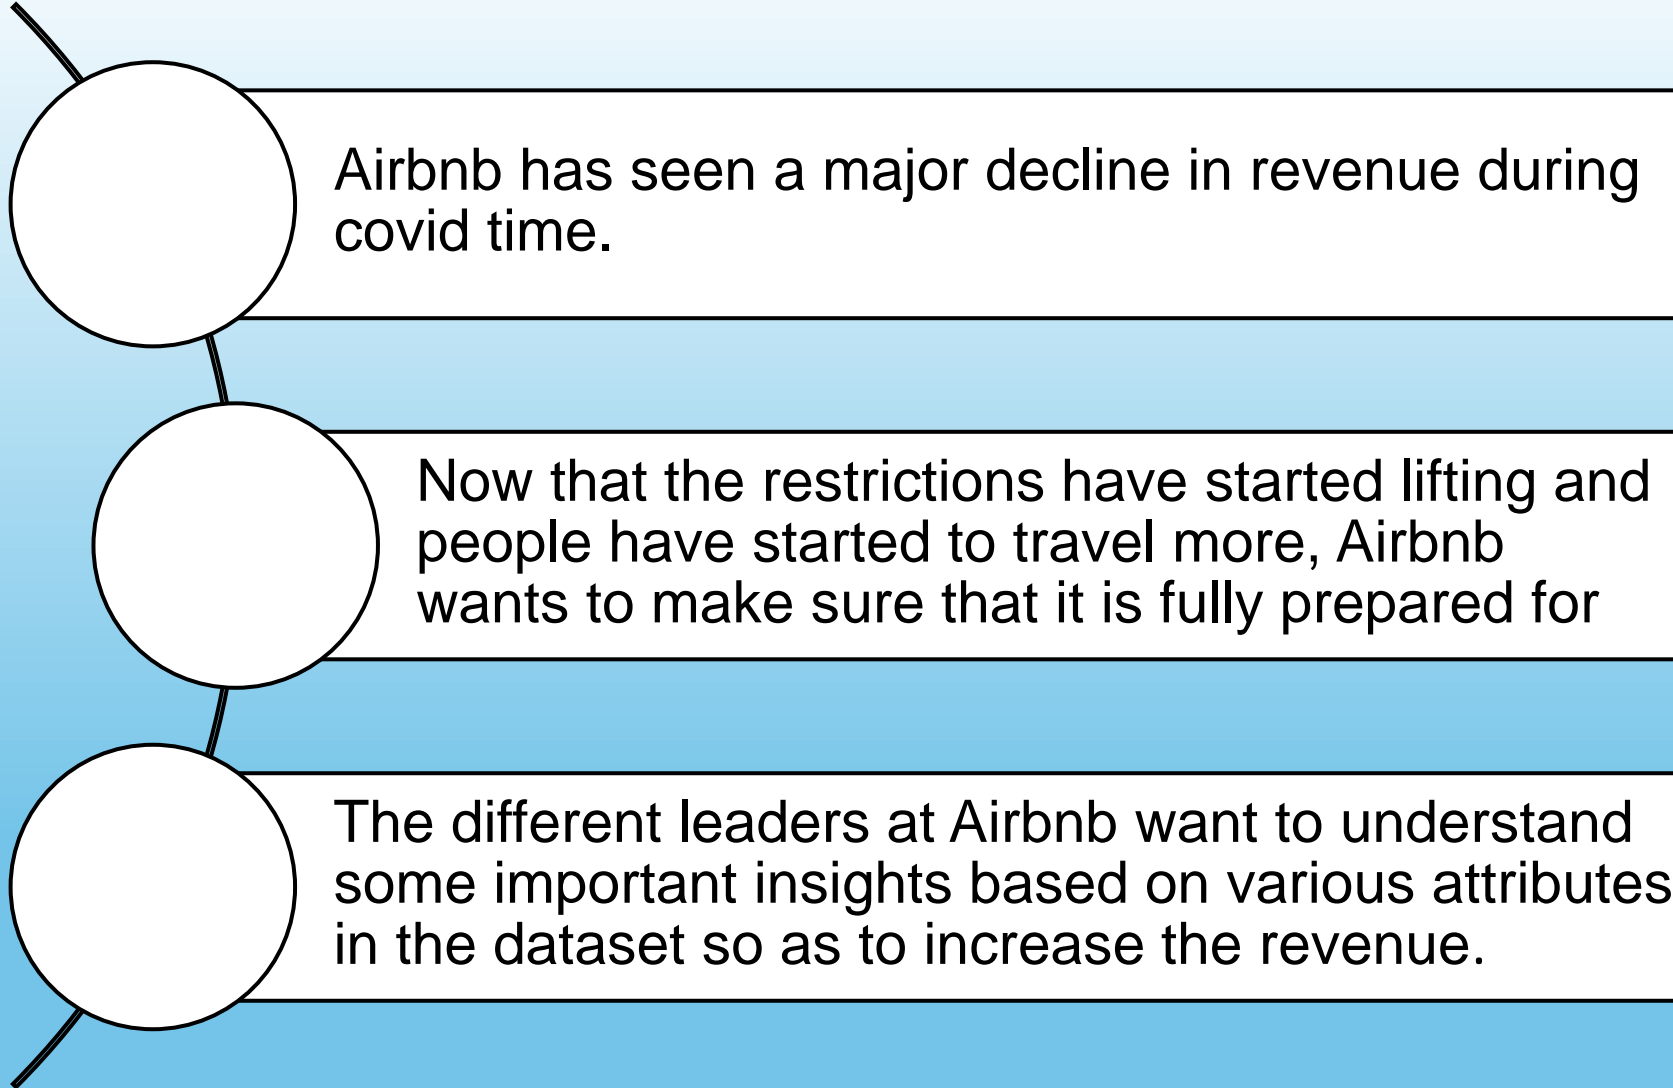 Airbnb has seen a major decline in revenue during
covid time.
Now that the restrictions have started lifting and
people have started to travel more, Airbnb
wants to make sure that it is fully prepared for
The different leaders at Airbnb want to understand
some important insights based on various attributes
in the dataset so as to increase the revenue.